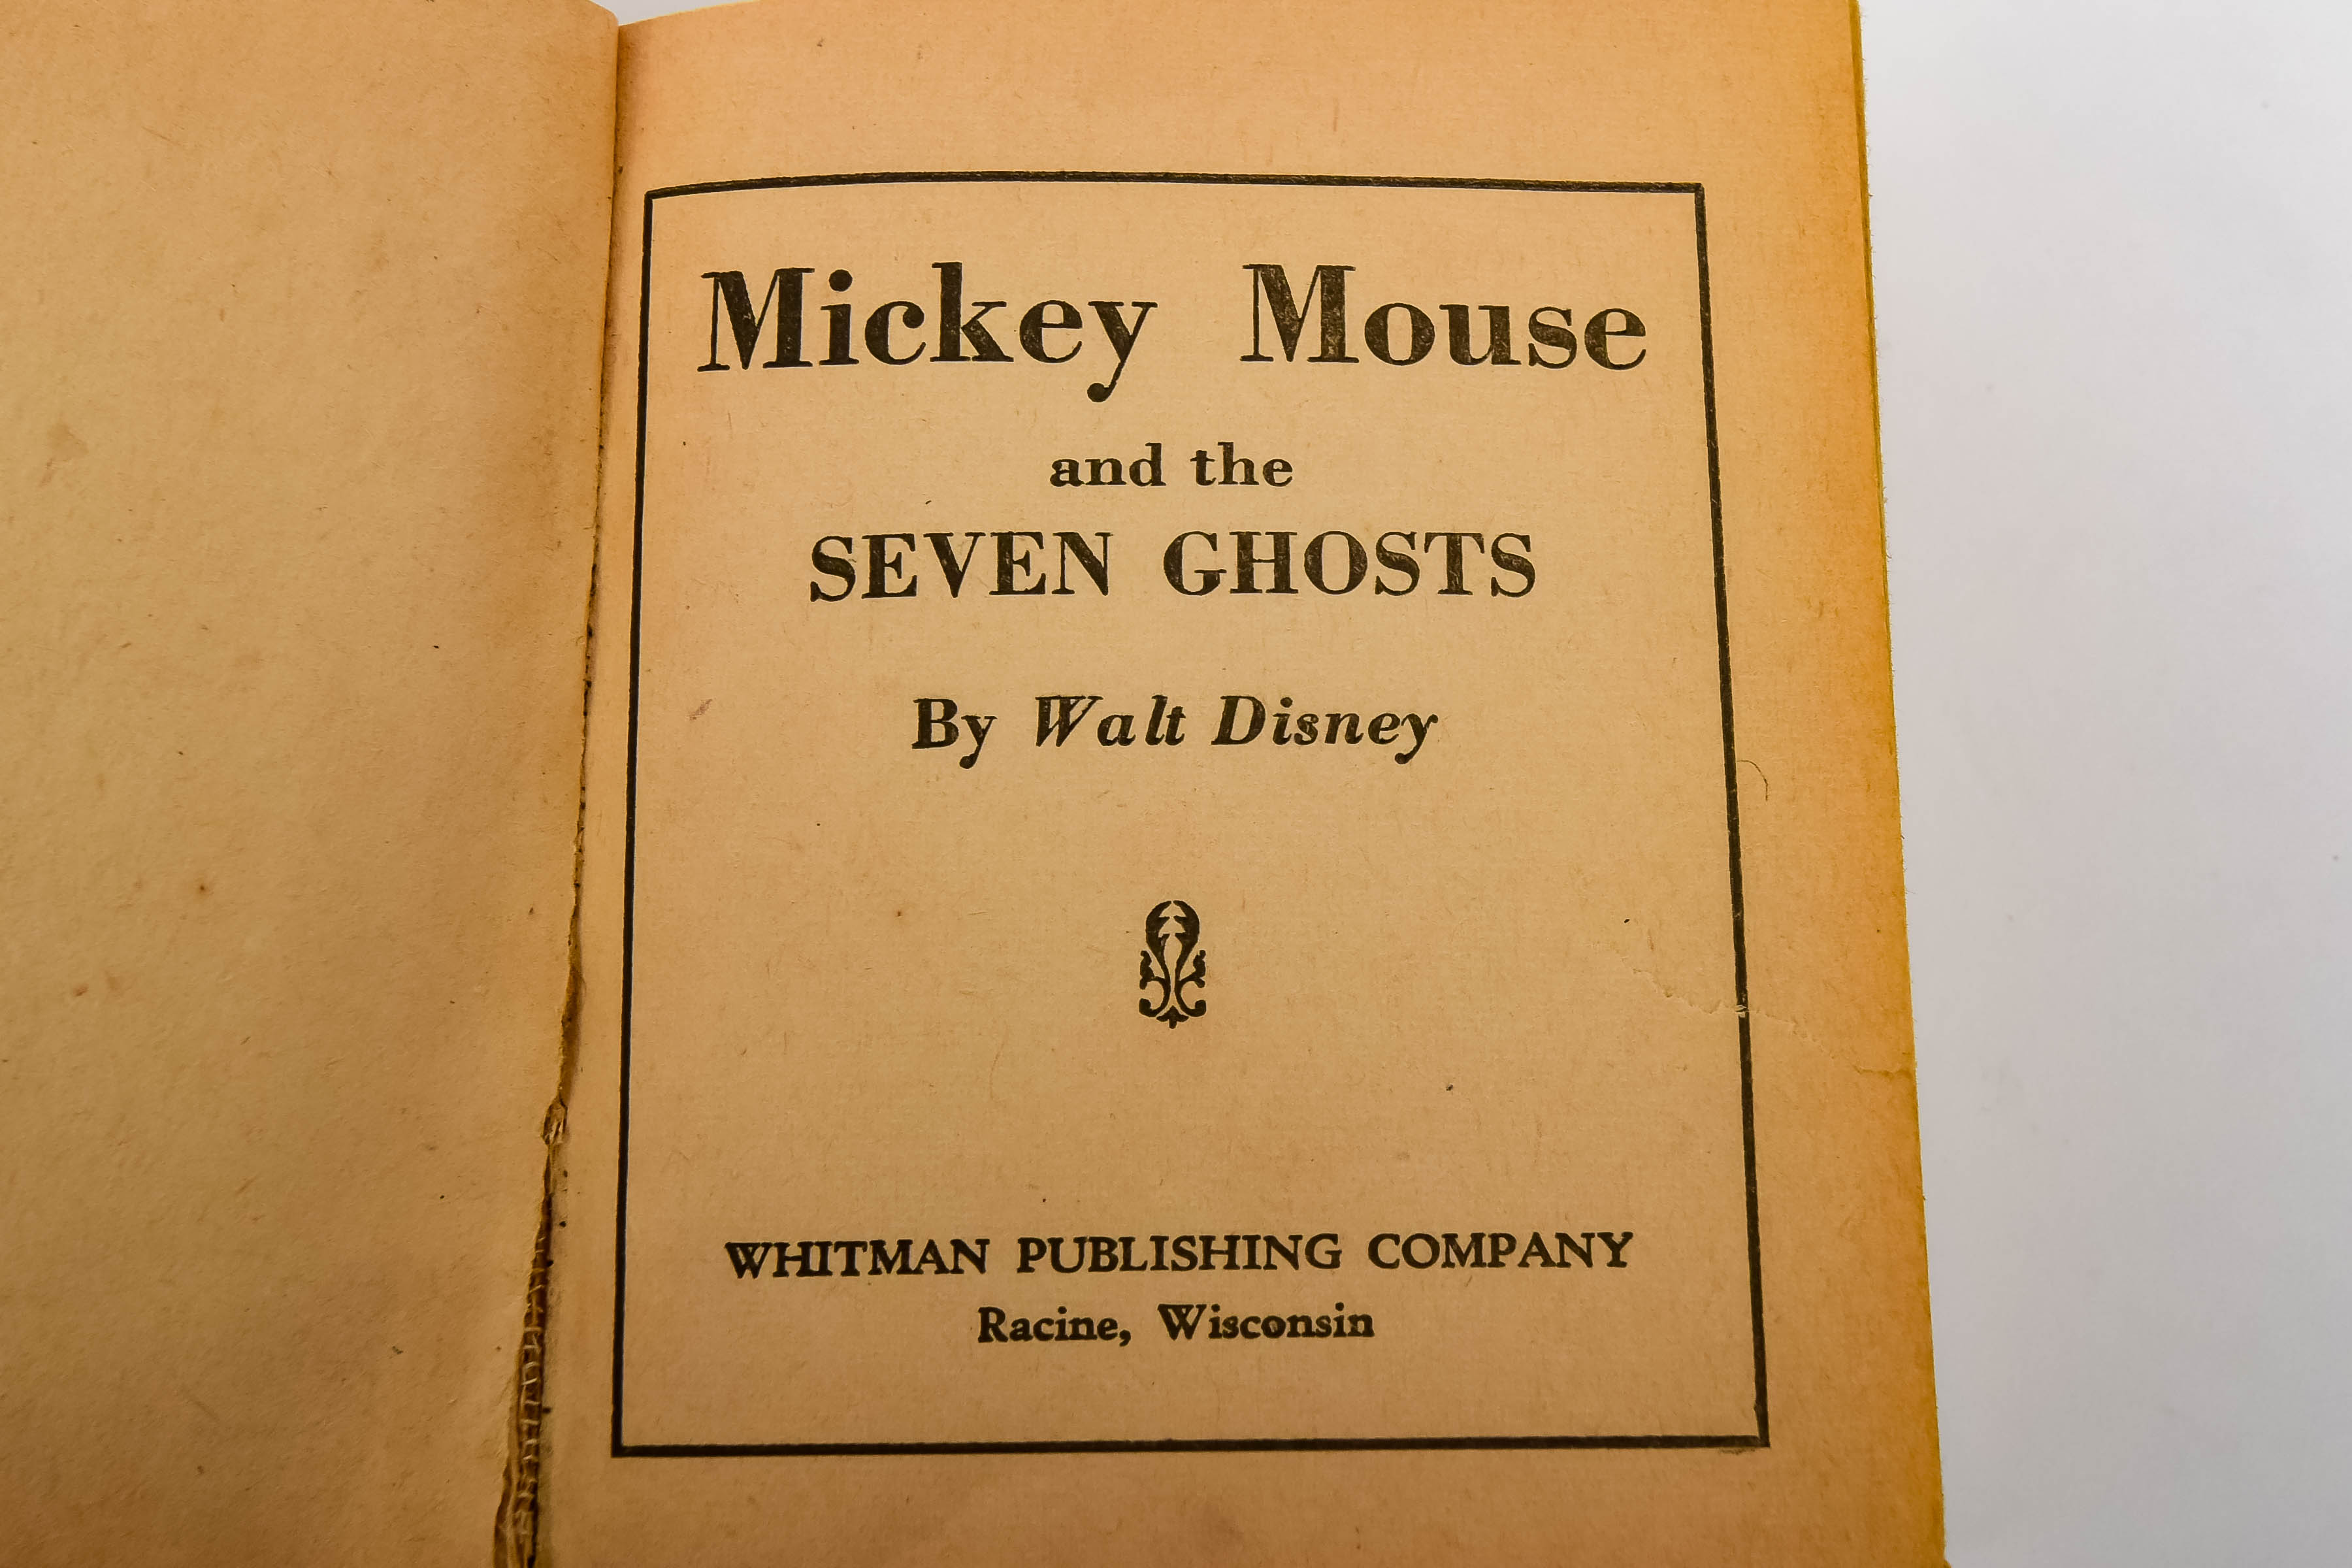 Mickey Mouse
and the
SEVEN GHOSTS
By Walt Disney
WHITMAN PUBLISHING COMPANY
Racine, Wisconsin